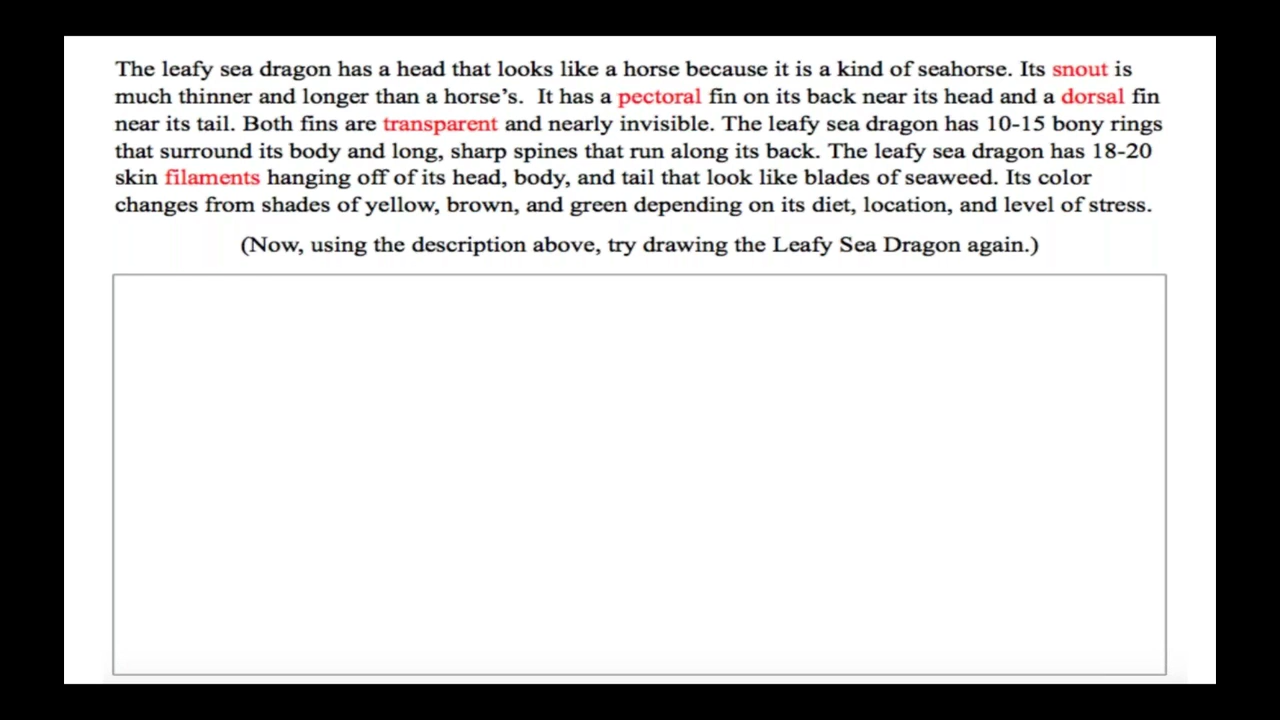 The leafy sea dragon has a head that looks like a horse because it is a kind of seahorse. Its snout is
much thinner and longer than a horse’s.  It has a pectoral fin on its back near its head and a dorsal fin
near its tail. Both fins are transparent and nearly invisible. The leafy sea dragon has 10-15 bony rings
that surround its body and long, sharp spines that run along its back. The leafy sea dragon has 18-20
skin filaments hanging off of its head, body, and tail that look like blades of seaweed. Its color
changes from shades of yellow, brown, and green depending on its diet, location, and level of stress.
(Now, using the description above, try drawing the Leafy Sea Dragon again.)